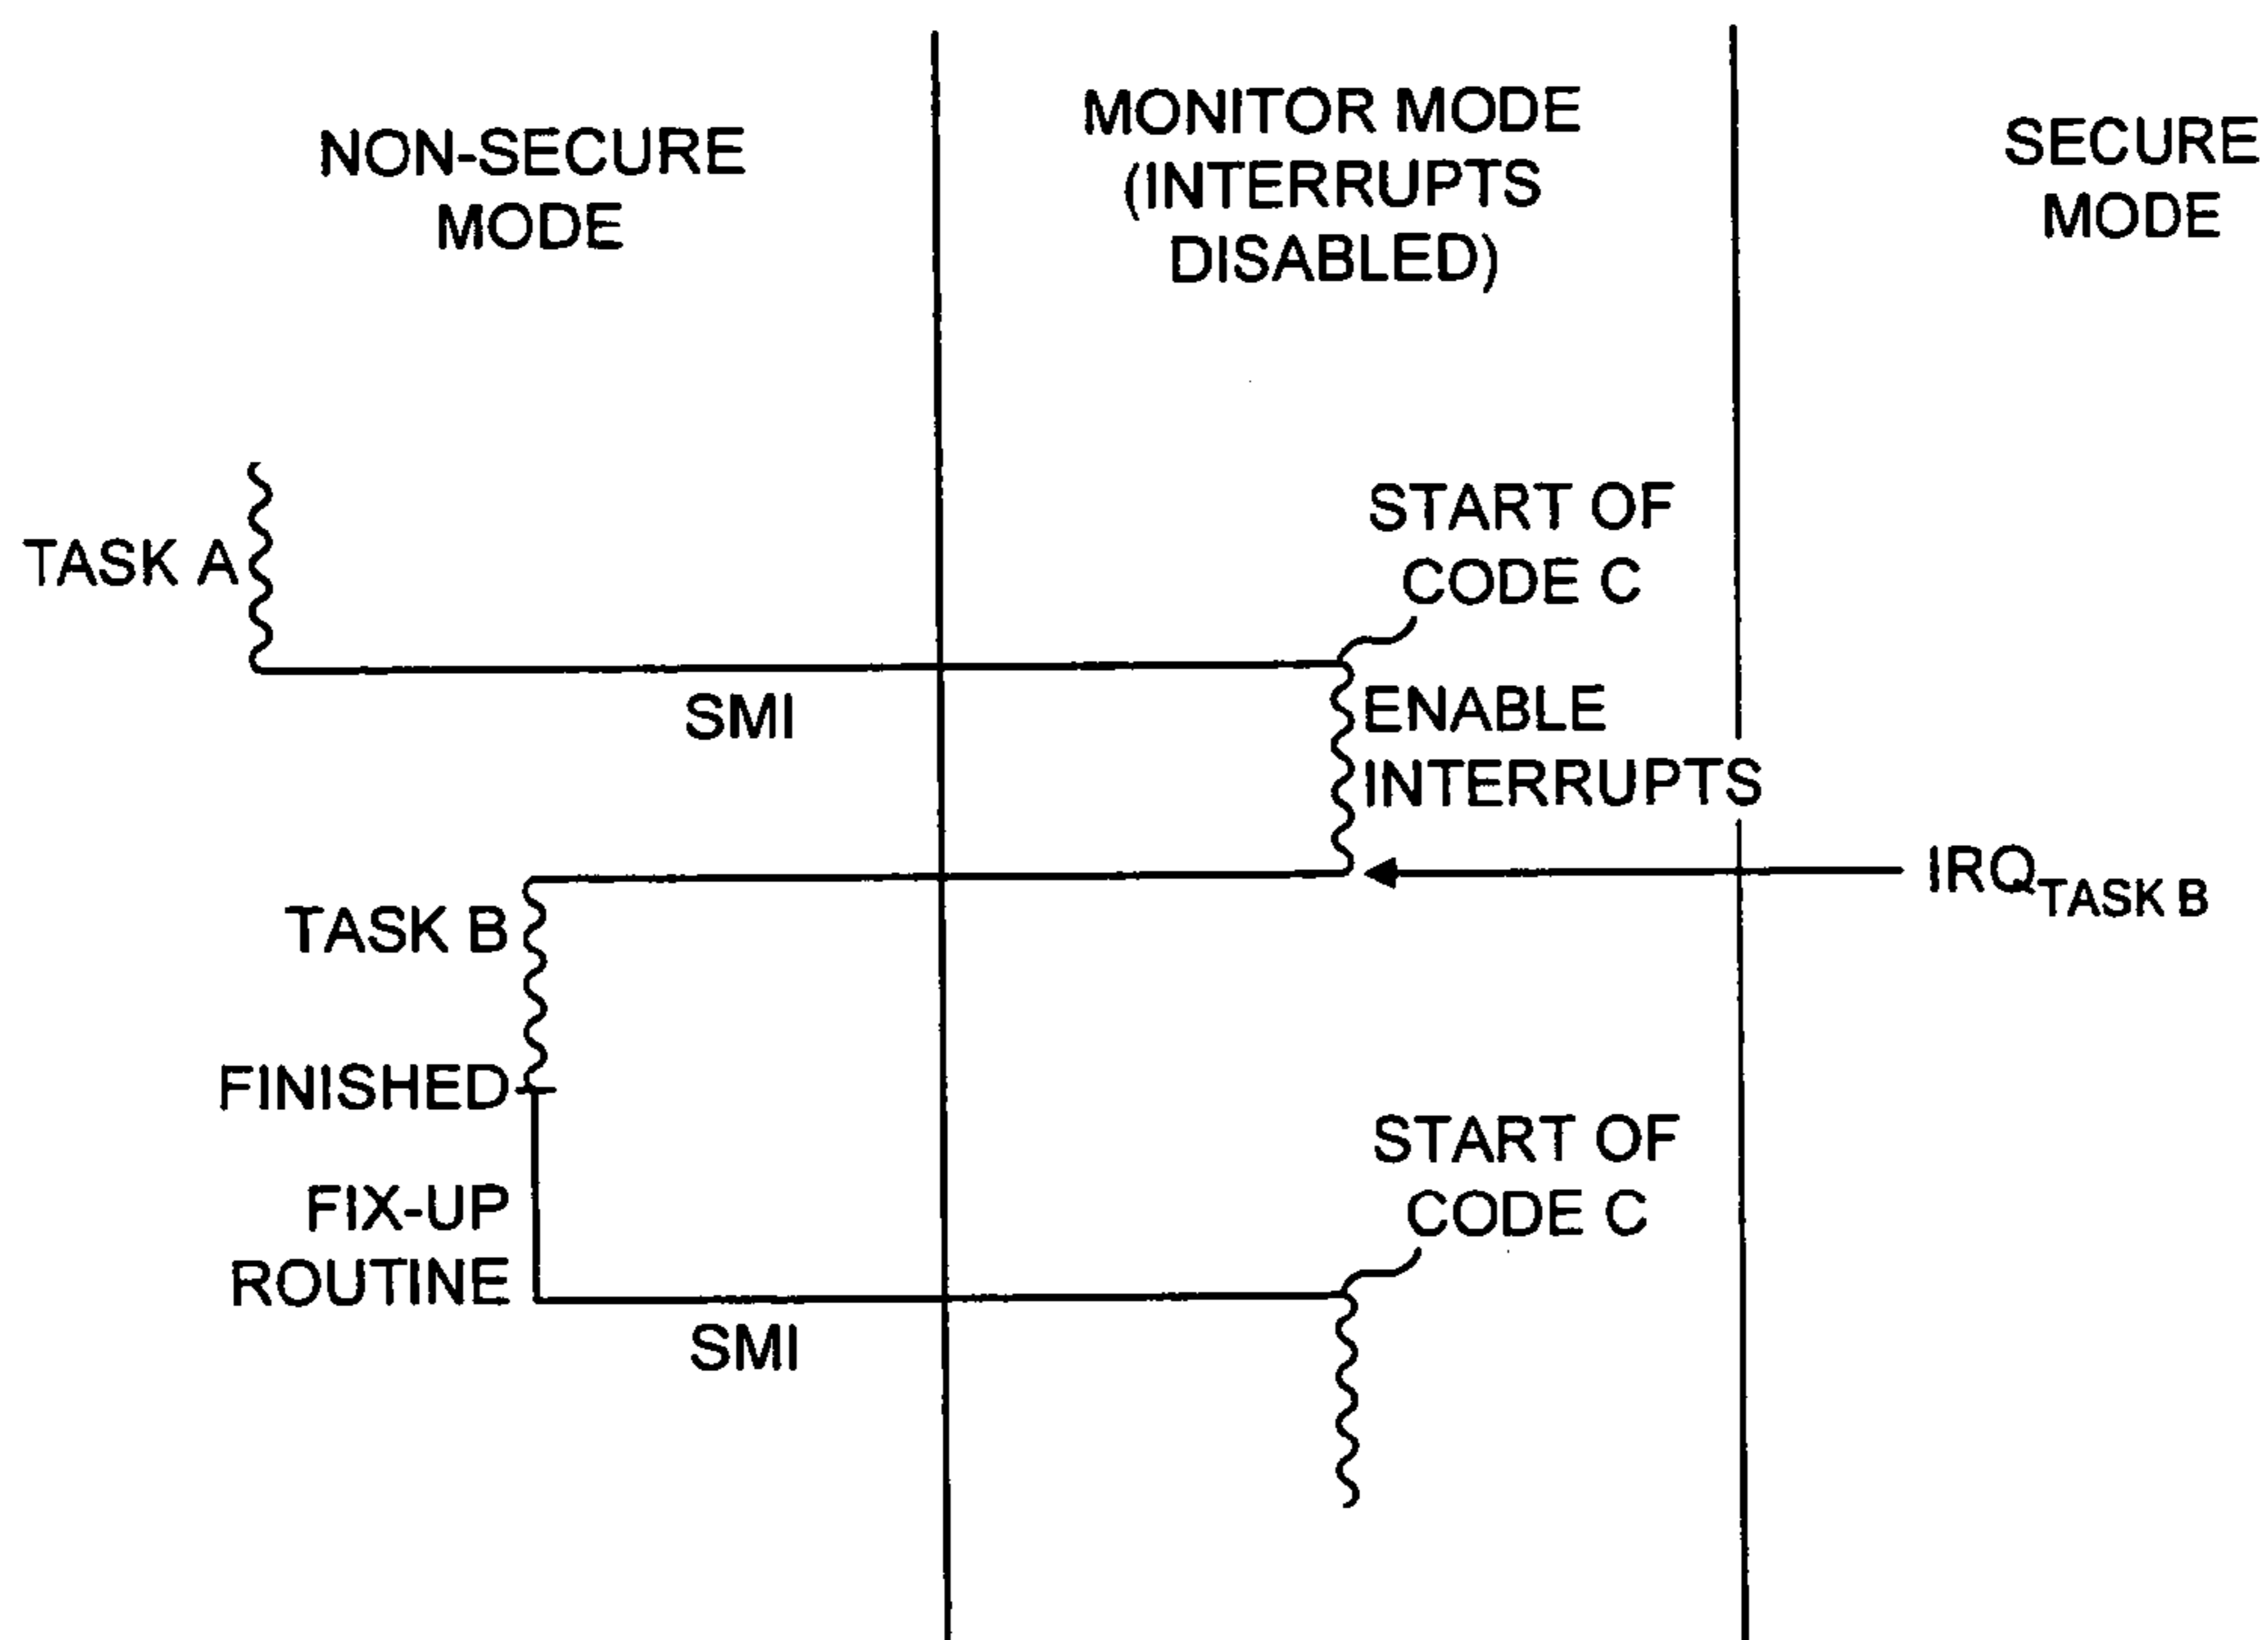 NON-SECURE
MODE
MONITOR MODE
(INTERRUPTS
DISABLED)
SECURE
MODE
TASK A
START OF
CODE C
SMI
ENABLE
INTERRUPTS
IRQTASK B
TASK B
FINISHED
FIX-UP
ROUTINE
START OF
CODE C
SMI